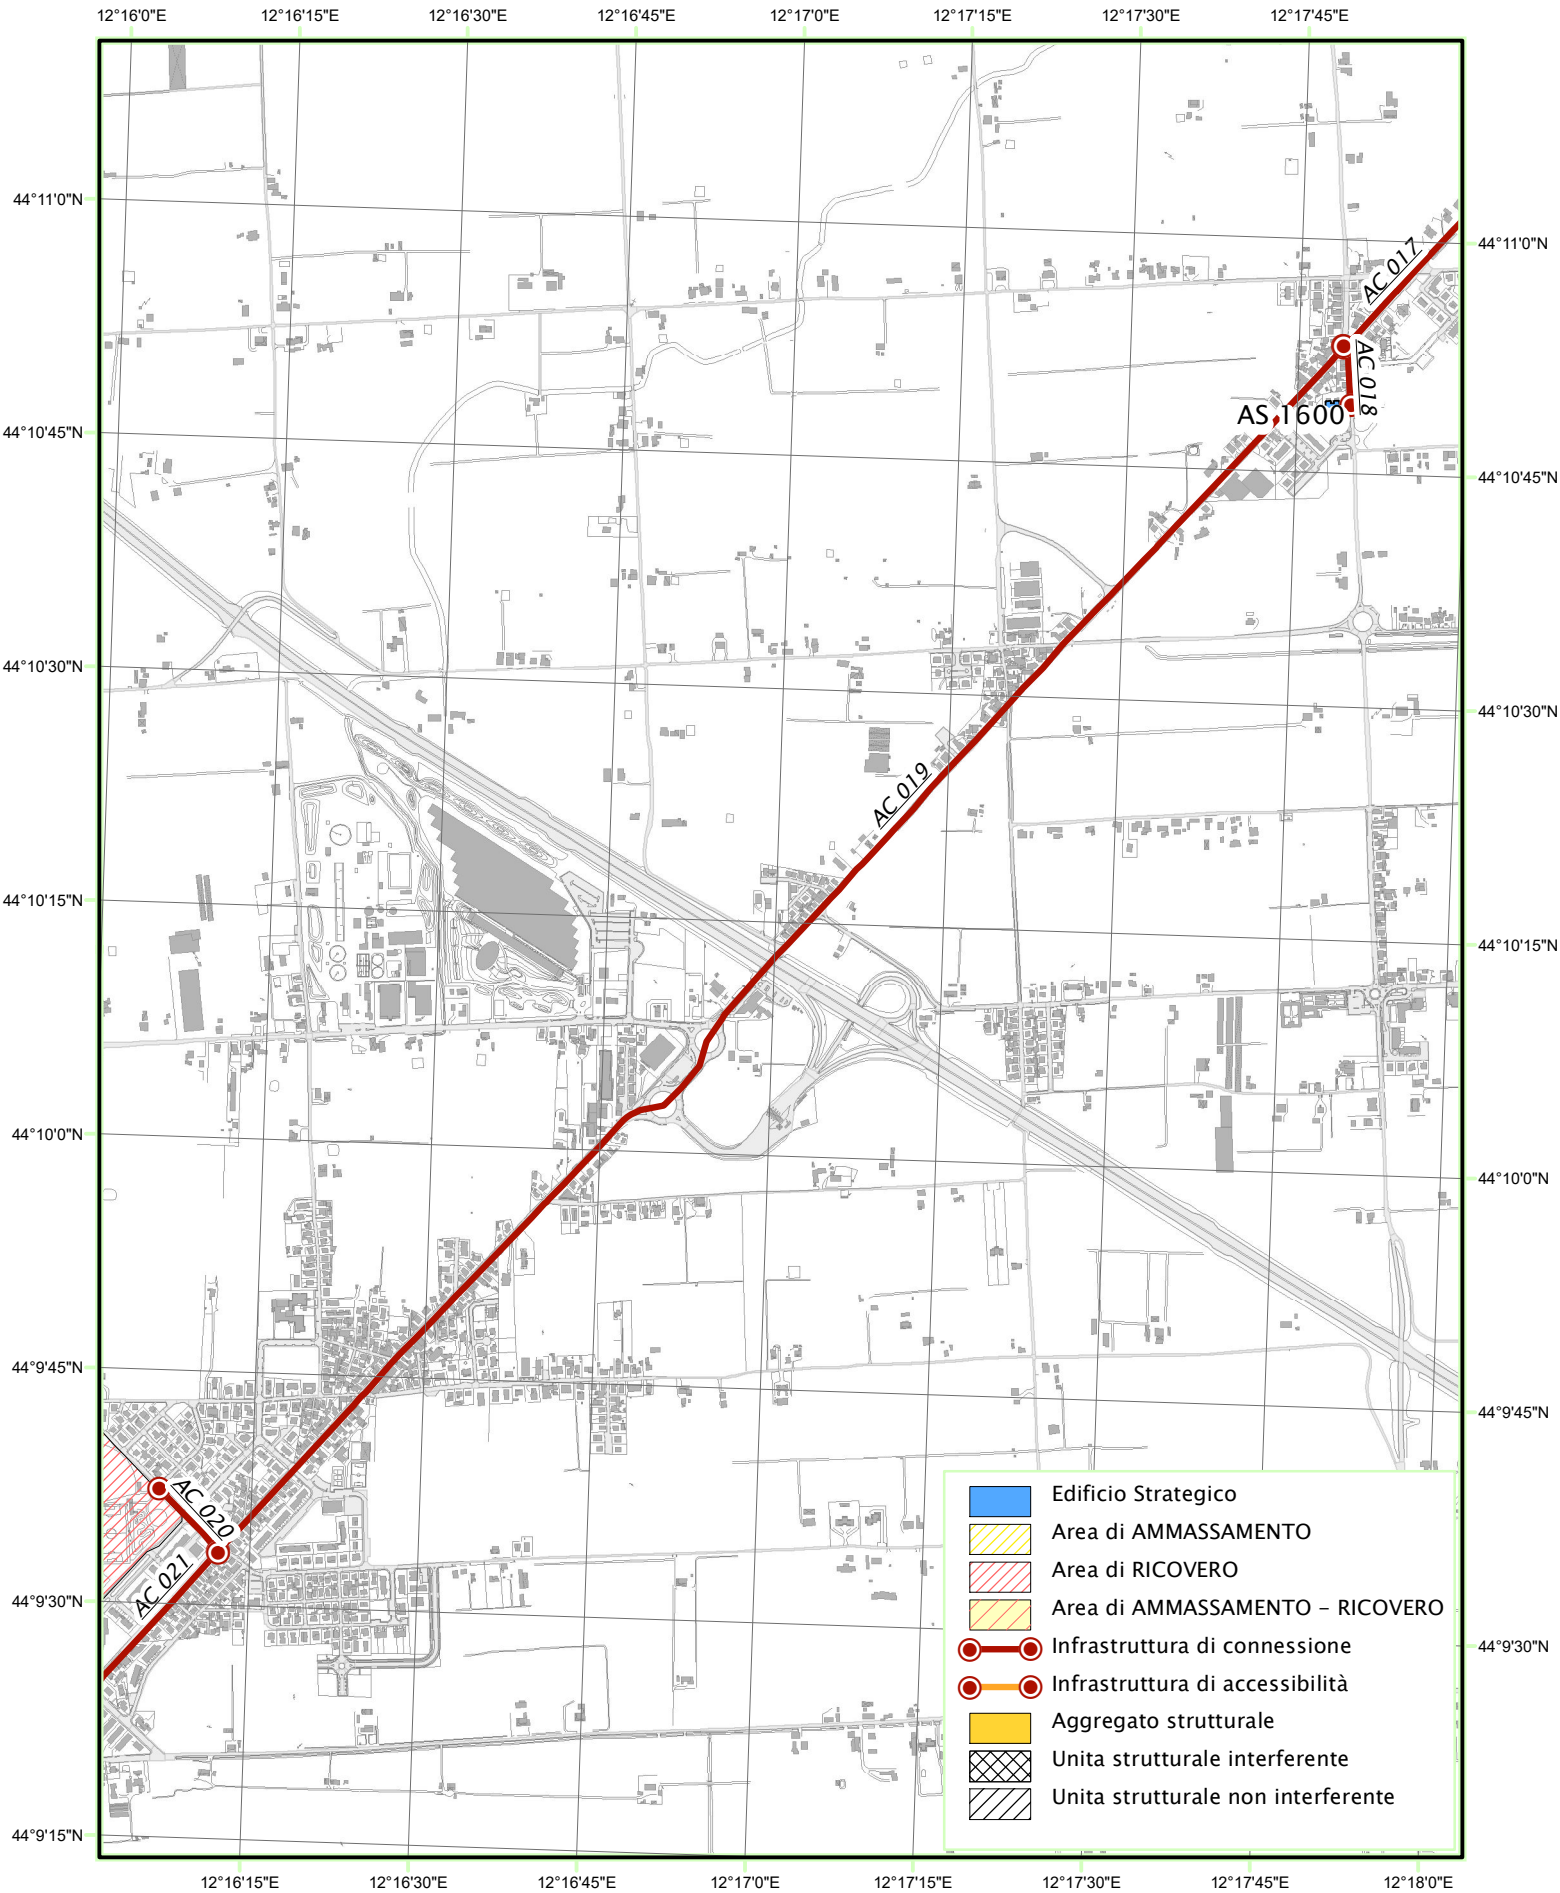 12°16'0"E 12°16'15"E 12°16'30"E 12°16'45"E 12°17'0"E 12°17'15"E 12°17'30"E 12°17'45"E
44°11'0"N
44°11'0"N
AC 017
AC 018
AS 1600
44°10'45"N
44°10'45"N
44°10'30"N
44°10'30"N
AC 019
44°10'15"N
44°10'15"N
44°10'0"N
44°10'0"N
44°9'45"N
44°9'45"N
AC 020
AC 021
44°9'30"N
44°9'30"N
44°9'15"N
Edificio Strategico
Area di AMMASSAMENTO
Area di RICOVERO
Area di AMMASSAMENTO - RICOVERO
Infrastruttura di connessione
Infrastruttura di accessibilità
Aggregato strutturale
Unita strutturale interferente
Unita strutturale non interferente
12°16'15"E 12°16'30"E 12°16'45"E 12°17'0"E 12°17'15"E 12°17'30"E 12°17'45"E 12°18'0"E